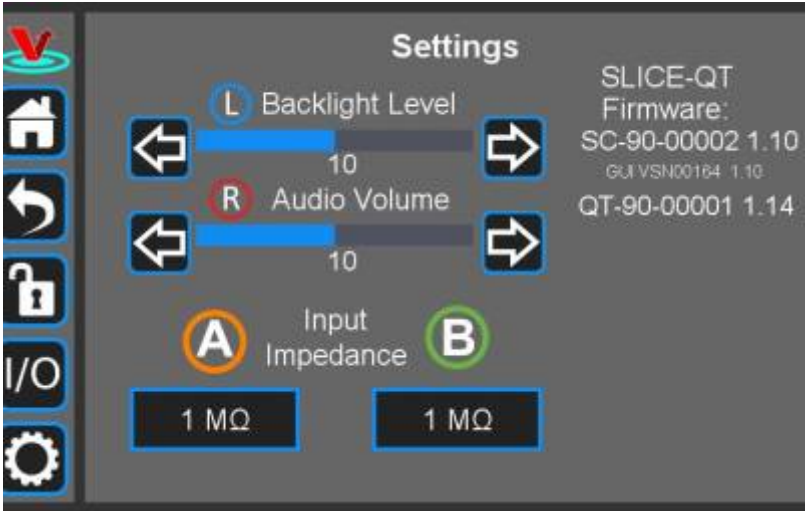 Settings
SLICE-QT
Firmware:
SC-90-00002 1.10
GUI VSN00164 1.10
QT-90-00001 1.14
L Backlight Level
10
R Audio Volume
10
A Input Impedance B
1 MΩ 1 MΩ
I/O